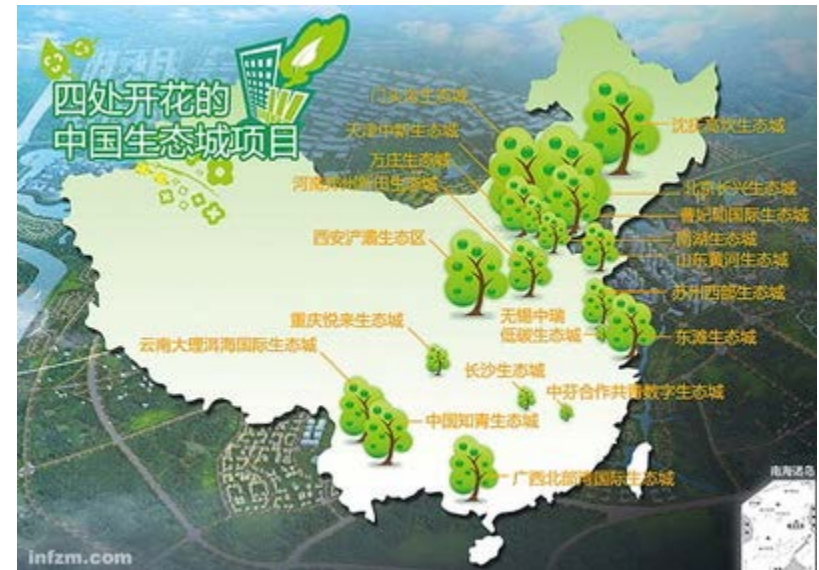 四处开花的
中国生态城项目
门头沟生态城
天津中新生态城
万庄生态城
西安浐灞生态区
重庆悦来生态城
云南大理洱海国际生态城
沈抚高坎生态城
北京长兴生态城
曹妃甸国际生态城
南湖生态城
山东黄河生态城
苏州西部生态城
无锡中瑞
低碳生态城
东滩生态城
长沙生态城
中芬合作共青数字生态城
中国知青生态城
广西北部湾国际生态城
南海诸岛
infzm.com